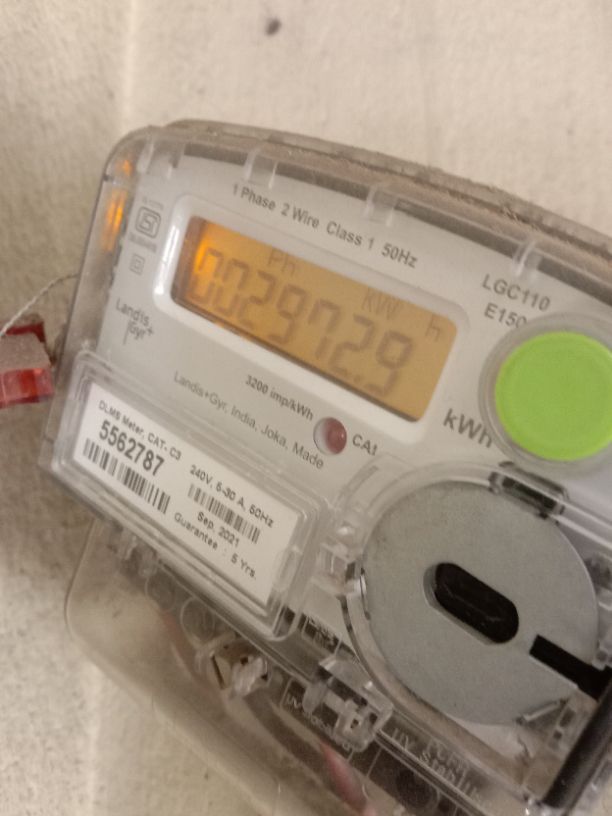 1 Phase 2 Wire Class 1 50Hz
Ph kW h
002972.9
LGC110
E150
Landis
Gyr+
3200 imp/kWh
CAL
kWh
Landis+Gyr, India, Joka, Made
DLMS Meter, CAT- C3
5562787
240V, 5-30 A, 50Hz
Sep, 2021
Guarantee : 5 Yrs.